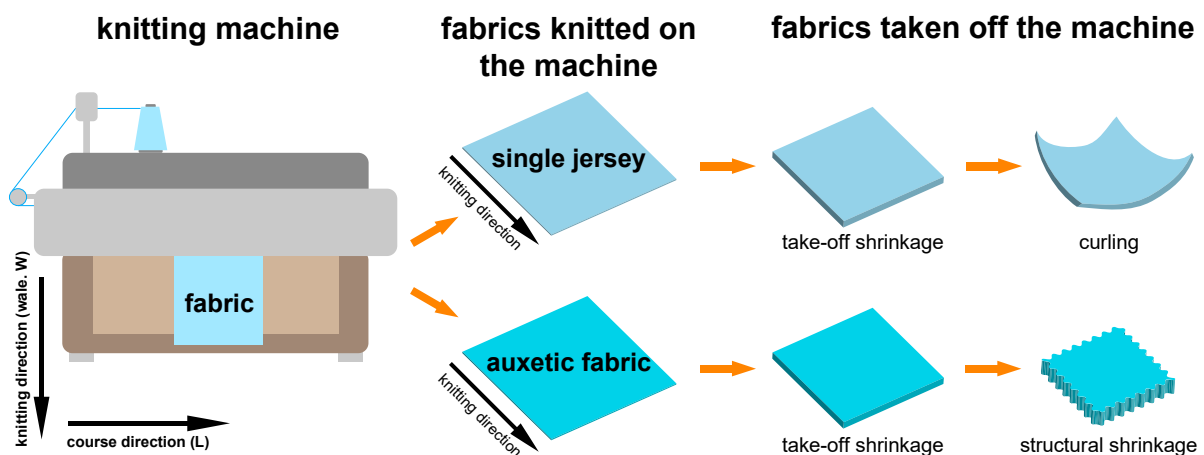 knitting machine
fabrics knitted on
the machine
fabrics taken off the machine
fabric
knitting direction (wale. W)
course direction (L)
single jersey
knitting direction
take-off shrinkage
curling
auxetic fabric
knitting direction
take-off shrinkage
structural shrinkage